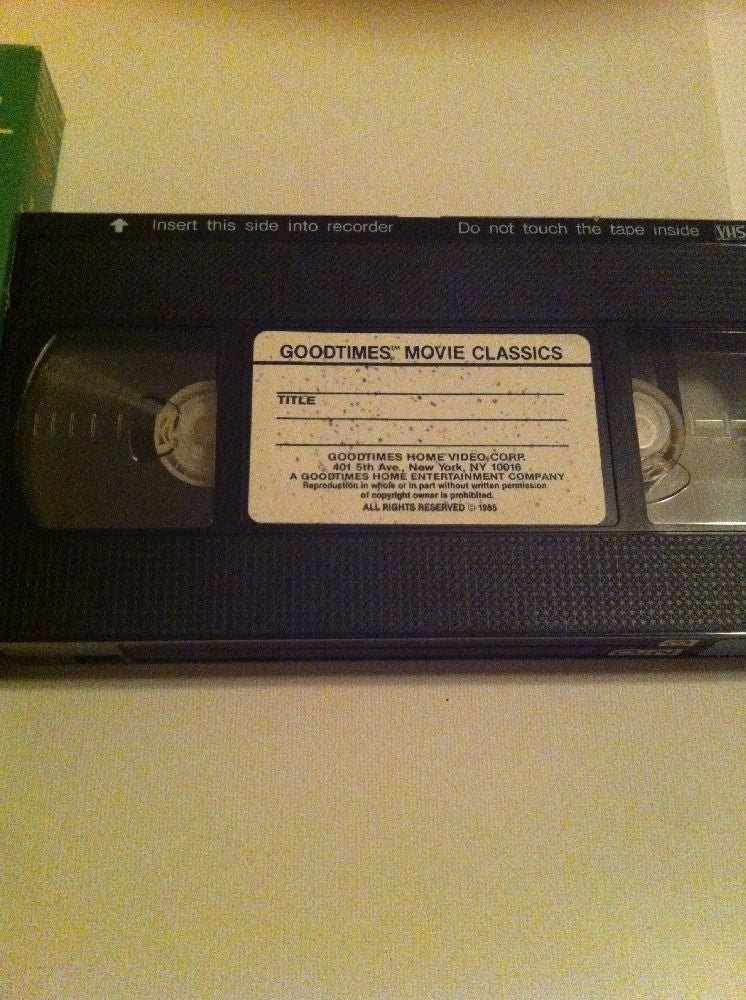 Insert this side into recorder
Do not touch the tape inside
VHS
GOODTIMES™ MOVIE CLASSICS
TITLE
GOODTIMES HOME VIDEO CORP.
401 5th Ave., New York, NY 10016
A GOODTIMES HOME ENTERTAINMENT COMPANY
Reproduction in whole or in part without written permission
of copyright owner is prohibited.
ALL RIGHTS RESERVED © 1985